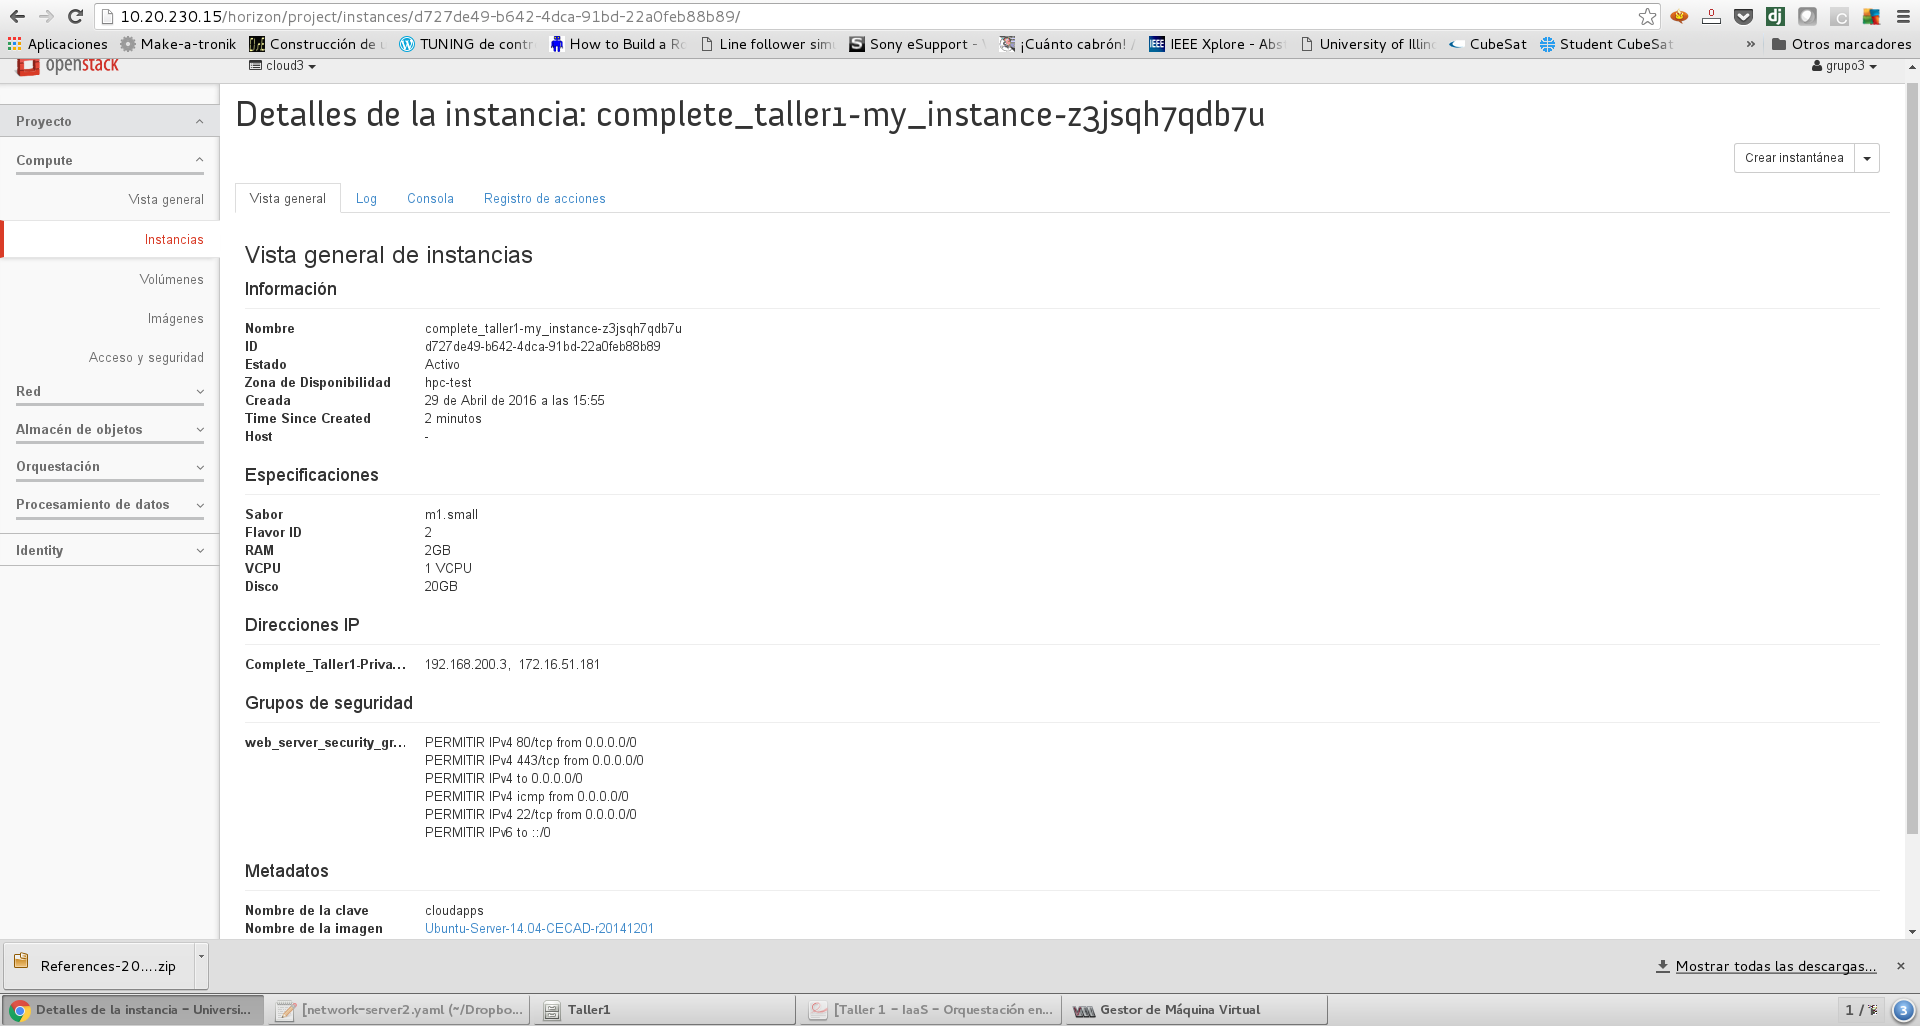 10.20.230.15/horizon/project/instances/d727de49-b642-4dca-91bd-22a0feb88b89/
0
Aplicaciones
Make-a-tronik
Construcción de
TUNING de contr
How to Build a Ro
Line follower simu
Sony eSupport -
¡Cuánto cabrón! /
IEEE Xplore - Abs
University of Illino
CubeSat
Student CubeSat
»
Otros marcadores
openstack
cloud3
grupo3
Proyecto
Compute
Vista general
Instancias
Volúmenes
Imágenes
Acceso y seguridad
Red
Almacén de objetos
Orquestación
Procesamiento de datos
Identity
Detalles de la instancia: complete_taller1-my_instance-z3jsqh7qdb7u
Crear instantánea
Vista general Log Consola Registro de acciones
Vista general de instancias
Información
Nombre complete_taller1-my_instance-z3jsqh7qdb7u
ID d727de49-b642-4dca-91bd-22a0feb88b89
Estado Activo
Zona de Disponibilidad hpc-test
Creada 29 de Abril de 2016 a las 15:55
Time Since Created 2 minutos
Host -
Especificaciones
Sabor m1.small
Flavor ID 2
RAM 2GB
VCPU 1 VCPU
Disco 20GB
Direcciones IP
Complete_Taller1-Priva... 192.168.200.3, 172.16.51.181
Grupos de seguridad
web_server_security_gr... PERMITIR IPv4 80/tcp from 0.0.0.0/0
PERMITIR IPv4 443/tcp from 0.0.0.0/0
PERMITIR IPv4 to 0.0.0.0/0
PERMITIR IPv4 icmp from 0.0.0.0/0
PERMITIR IPv4 22/tcp from 0.0.0.0/0
PERMITIR IPv6 to ::/0
Metadatos
Nombre de la clave cloudapps
Nombre de la imagen Ubuntu-Server-14.04-CECAD-r20141201
References-20....zip
Mostrar todas las descargas...
Detalles de la instancia - Universi...
[network-server2.yaml (~/Dropbo...
Taller1
[Taller 1 - IaaS - Orquestación en...
Gestor de Máquina Virtual
1 /
3